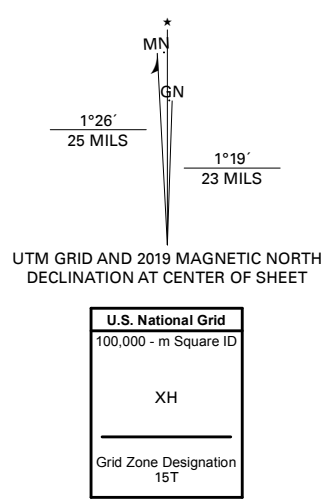 MN
GN
1°26´
25 MILS
1°19´
23 MILS
UTM GRID AND 2019 MAGNETIC NORTH
DECLINATION AT CENTER OF SHEET
U.S. National Grid
100,000 - m Square ID
XH
Grid Zone Designation
15T